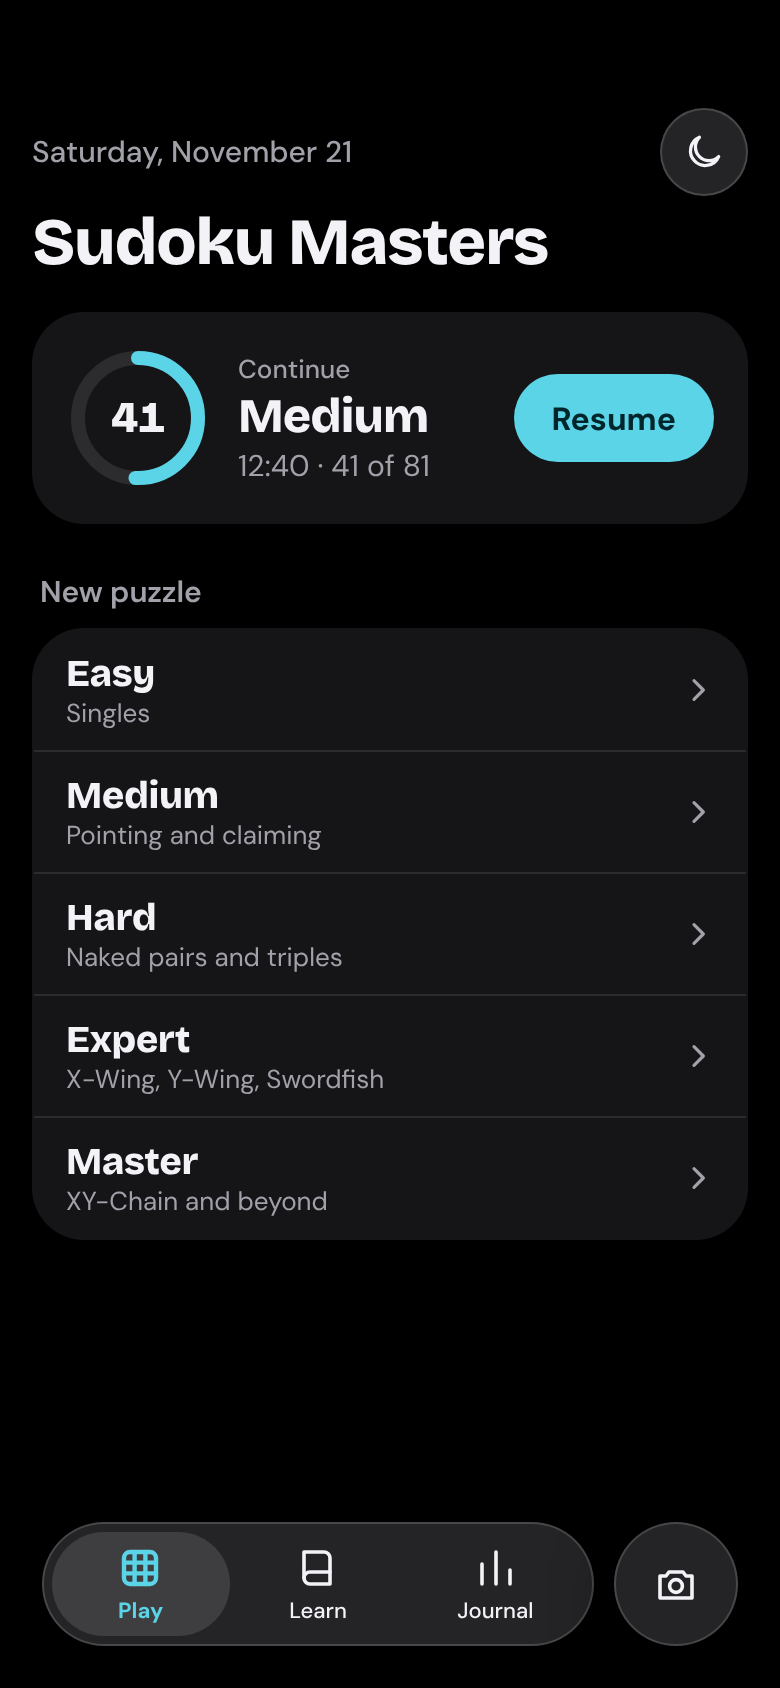 Saturday, November 21
Sudoku Masters
41
Continue
Medium
12:40 · 41 of 81
Resume
New puzzle
Easy
Singles
Medium
Pointing and claiming
Hard
Naked pairs and triples
Expert
X-Wing, Y-Wing, Swordfish
Master
XY-Chain and beyond
Play
Learn
Journal